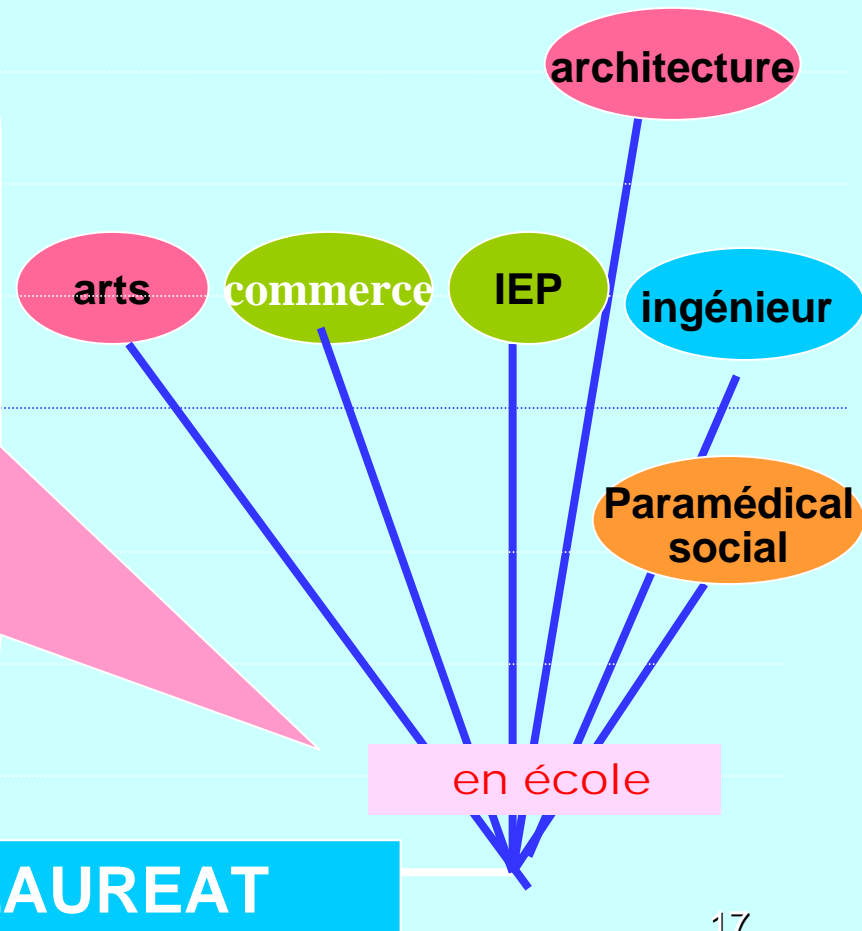 architecture
arts
commerce
IEP
ingénieur
Paramédical
social
en école
AUREAT
17